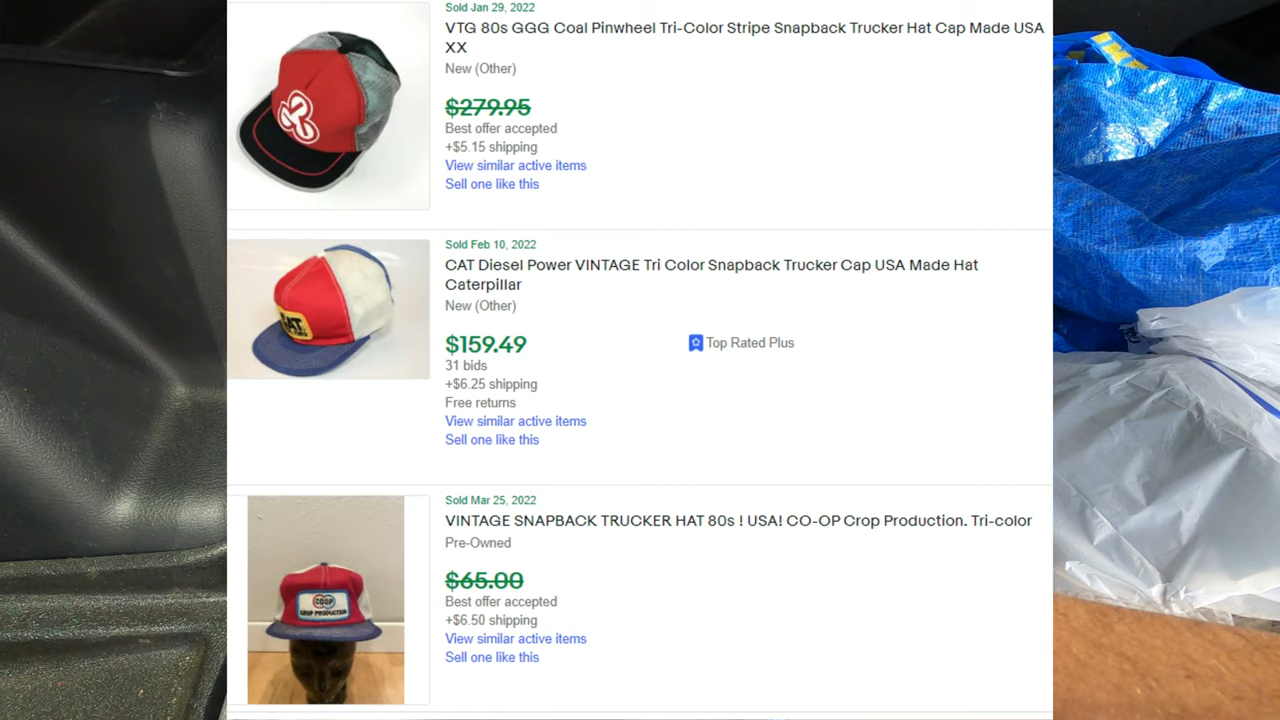 Sold Jan 29, 2022
VTG 80s GGG Coal Pinwheel Tri-Color Stripe Snapback Trucker Hat Cap Made USA
XX
New (Other)
$279.95
Best offer accepted
+$5.15 shipping
View similar active items
Sell one like this
Sold Feb 10, 2022
CAT Diesel Power VINTAGE Tri Color Snapback Trucker Cap USA Made Hat
Caterpillar
New (Other)
$159.49
Top Rated Plus
31 bids
+$6.25 shipping
Free returns
View similar active items
Sell one like this
CAT
Sold Mar 25, 2022
VINTAGE SNAPBACK TRUCKER HAT 80s ! USA! CO-OP Crop Production. Tri-color
Pre-Owned
$65.00
Best offer accepted
+$6.50 shipping
View similar active items
Sell one like this
CO-OP
CROP PRODUCTION